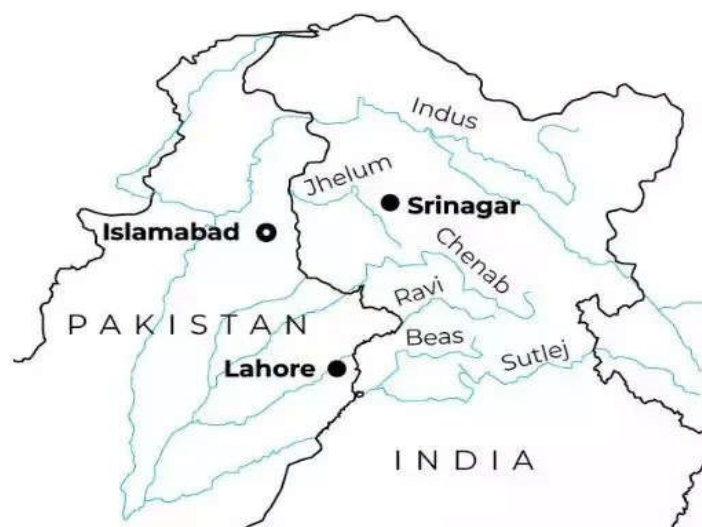 Indus
Jhelum
Srinagar
Islamabad
Chenab
Ravi
PAKISTAN
Beas
Sutlej
Lahore
INDIA